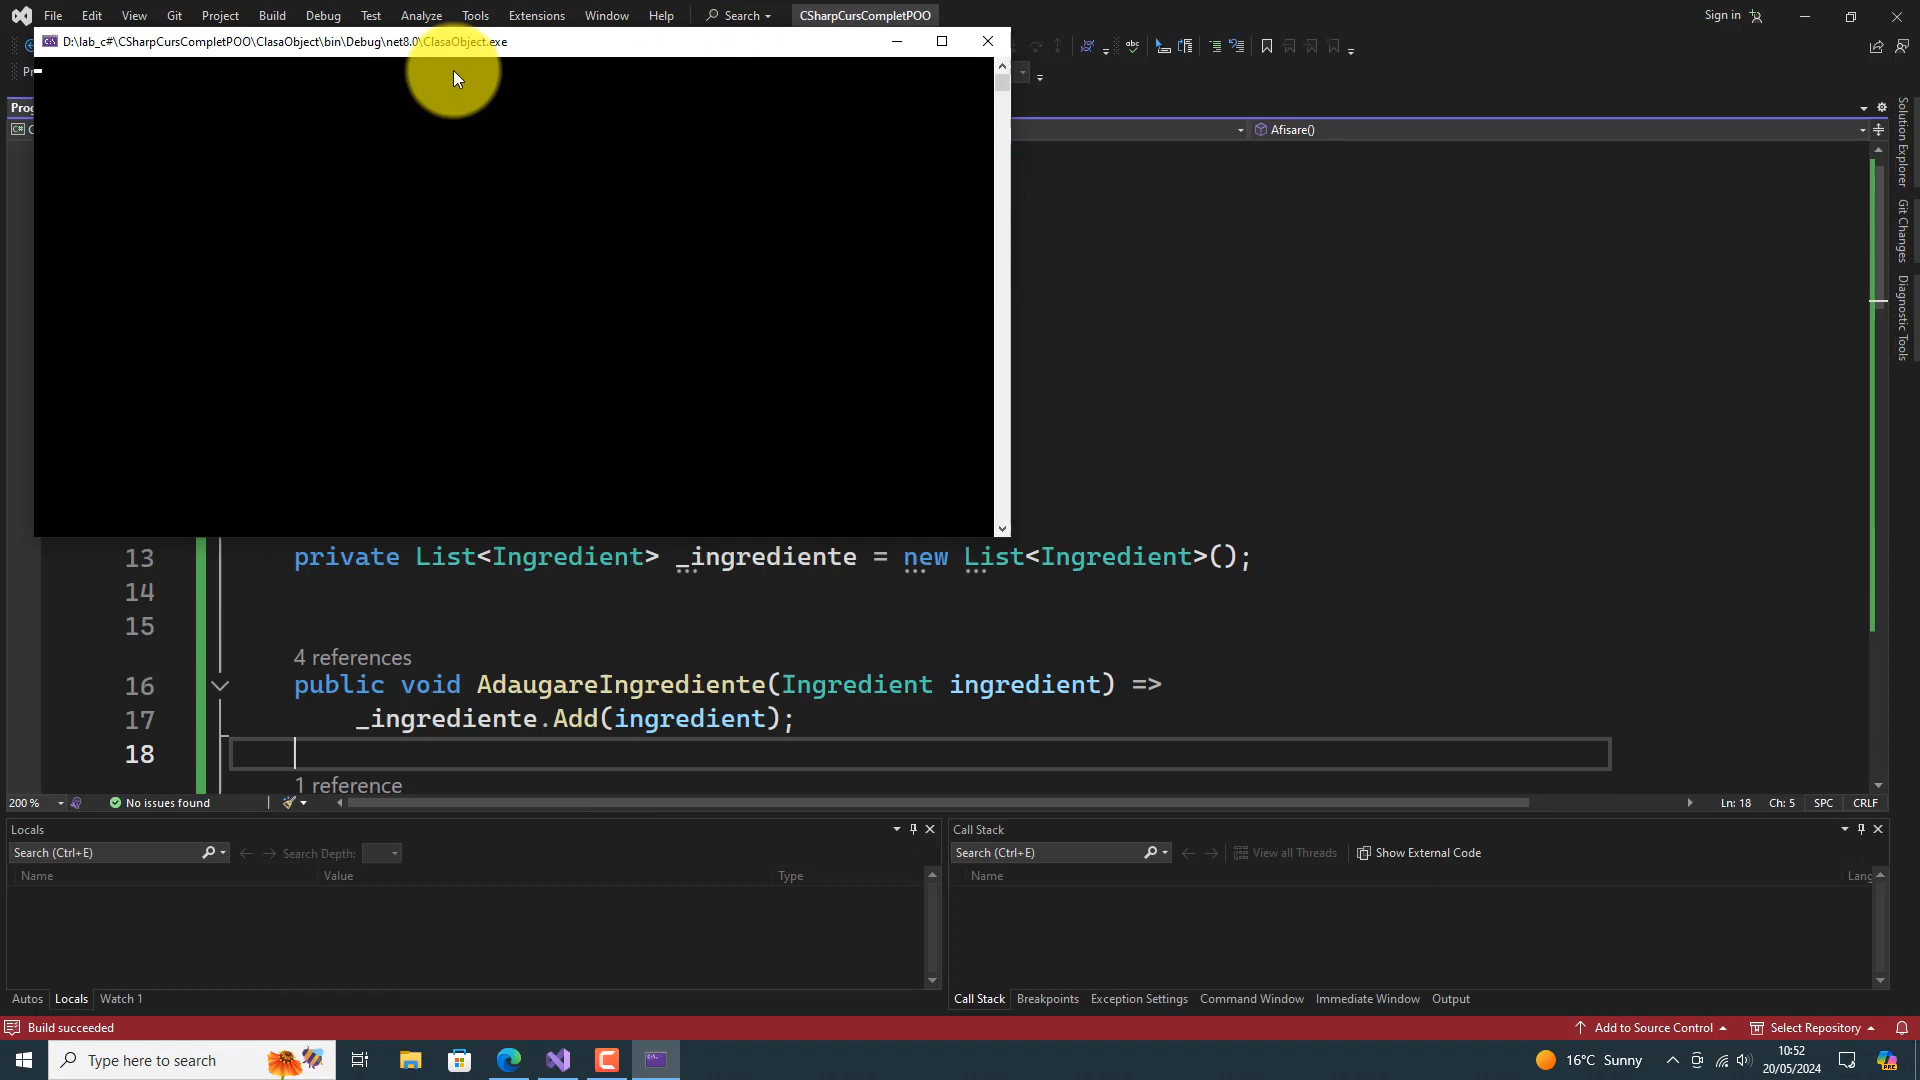 File Edit View Git Project Build Debug Test Analyze Tools Extensions Window Help Search CSharpCursCompletPOO Sign in
D:\lab_c#\CSharpCursCompletPOO\ClasaObject\bin\Debug\net8.0\ClasaObject.exe
Afisare()
Solution Explorer
Git Changes
Diagnostic Tools
13 private List<Ingredient> _ingrediente = new List<Ingredient>();
14
15
4 references
16 public void AdaugareIngrediente(Ingredient ingredient) =>
17 _ingrediente.Add(ingredient);
18
1 reference
200 % No issues found Ln: 18 Ch: 5 SPC CRLF
Locals
Search (Ctrl+E) Search Depth:
Name Value Type
Autos Locals Watch 1
Call Stack
Search (Ctrl+E) View all Threads Show External Code
Name Lang
Call Stack Breakpoints Exception Settings Command Window Immediate Window Output
Build succeeded Add to Source Control Select Repository
Type here to search 16°C Sunny 10:52
20/05/2024